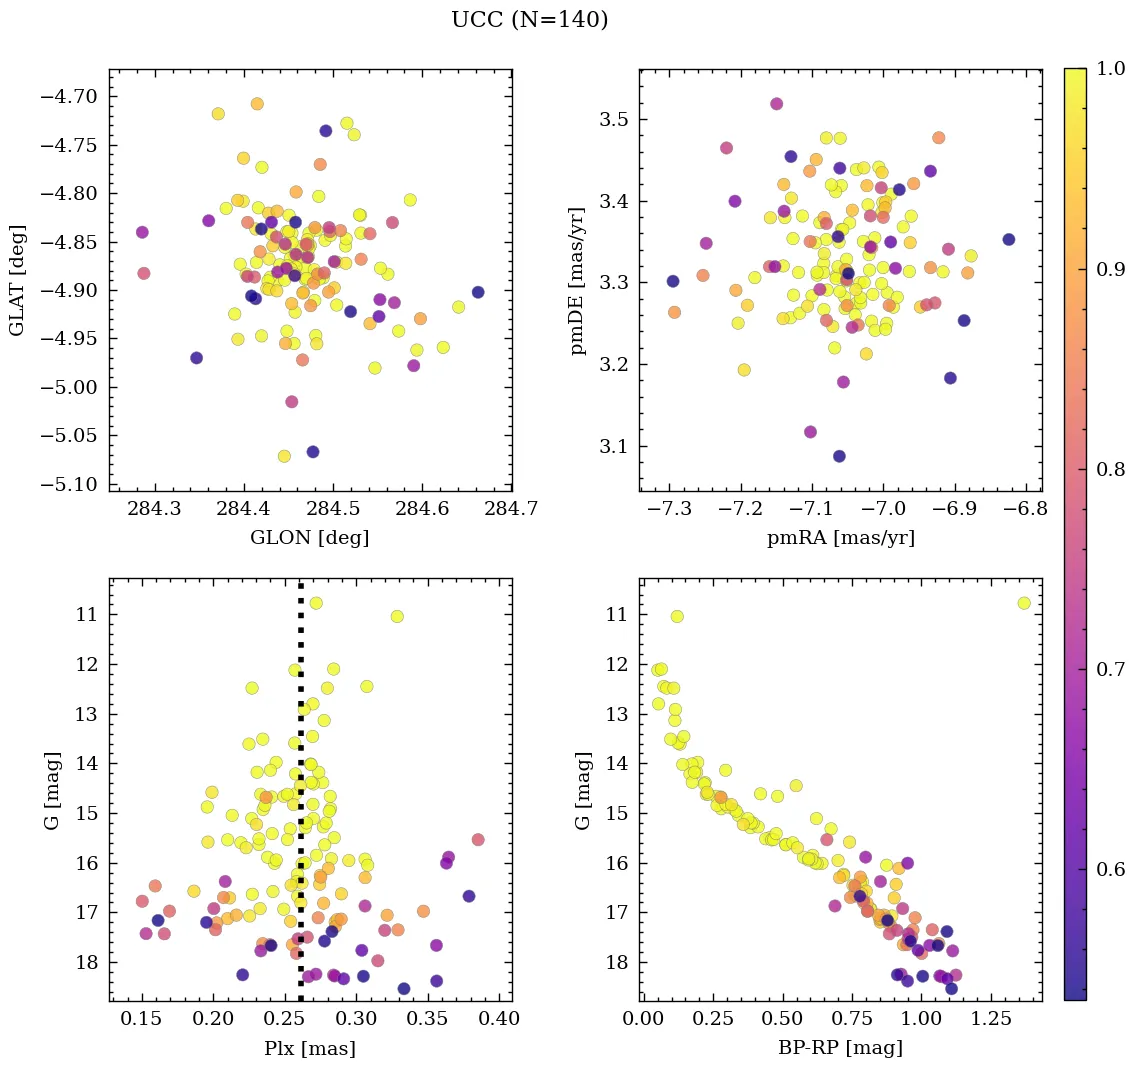 UCC (N=140)
−4.70
−4.75
−4.80
−4.85
−4.90
−4.95
−5.00
−5.05
−5.10
GLAT [deg]
284.3 284.4 284.5 284.6 284.7
GLON [deg]
3.5
3.4
3.3
3.2
3.1
pmDE [mas/yr]
−7.3 −7.2 −7.1 −7.0 −6.9 −6.8
pmRA [mas/yr]
11
12
13
14
15
16
17
18
G [mag]
0.15 0.20 0.25 0.30 0.35 0.40
Plx [mas]
11
12
13
14
15
16
17
18
G [mag]
0.00 0.25 0.50 0.75 1.00 1.25
BP-RP [mag]
1.0
0.9
0.8
0.7
0.6